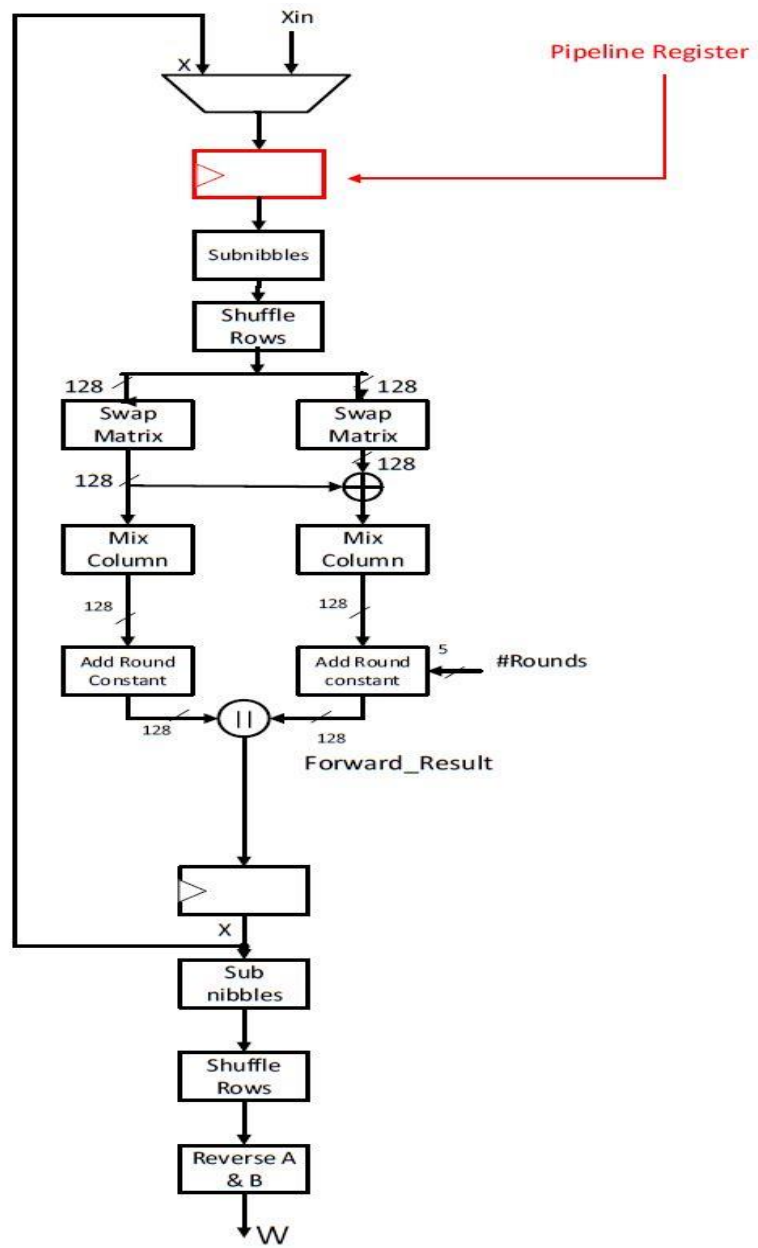 Xin
X
Pipeline Register
Subnibbles
Shuffle
Rows
128
128
Swap
Matrix
Swap
Matrix
128
128
Mix
Column
Mix
Column
128
128
Add Round
Constant
Add Round
constant
5
#Rounds
||
128
128
Forward_Result
X
Sub
nibbles
Shuffle
Rows
Reverse A
& B
W